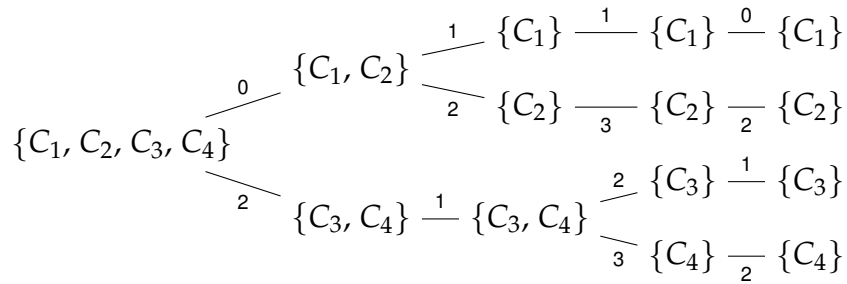 1 {C₁} 1 {C₁} 0 {C₁}
0 {C₁, C₂}
2 {C₂} 3 {C₂} 2 {C₂}
{C₁, C₂, C₃, C₄}
2 {C₃} 1 {C₃}
2 {C₃, C₄} 1 {C₃, C₄}
3 {C₄} 2 {C₄}